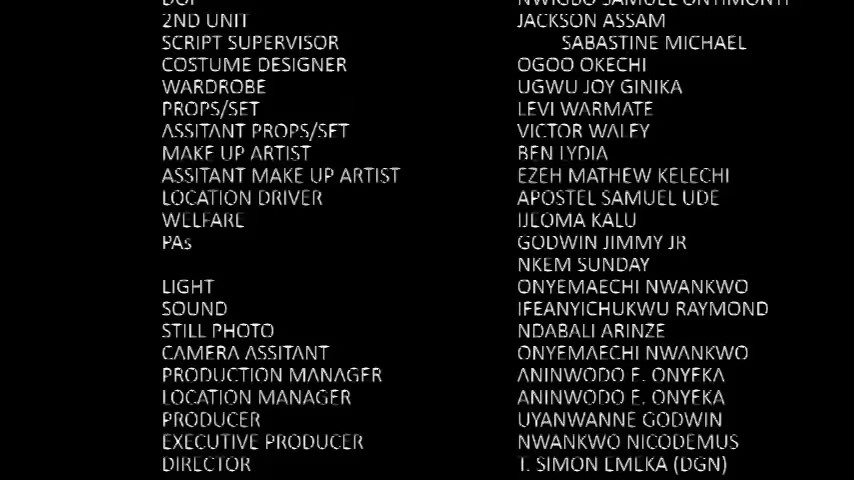 DOP NWIGBO SAMUEL
2ND UNIT JACKSON ASSAM
SCRIPT SUPERVISOR SABASTINE MICHAEL
COSTUME DESIGNER OGOO OKECHI
WARDROBE UGWU JOY GINIKA
PROPS/SET LEVI WARMATE
ASSITANT PROPS/SET VICTOR WALEY
MAKE UP ARTIST BEN LYDIA
ASSITANT MAKE UP ARTIST EZEH MATHEW KELECHI
LOCATION DRIVER APOSTEL SAMUEL UDE
WELFARE IJEOMA KALU
PAs GODWIN JIMMY JR
NKEM SUNDAY
LIGHT ONYEMAECHI NWANKWO
SOUND IFEANYICHUKWU RAYMOND
STILL PHOTO NDABALI ARINZE
CAMERA ASSITANT ONYEMAECHI NWANKWO
PRODUCTION MANAGER ANINWODO E. ONYEKA
LOCATION MANAGER ANINWODO E. ONYEKA
PRODUCER UYANWANNE GODWIN
EXECUTIVE PRODUCER NWANKWO NICODEMUS
DIRECTOR T. SIMON EMEKA (DGN)